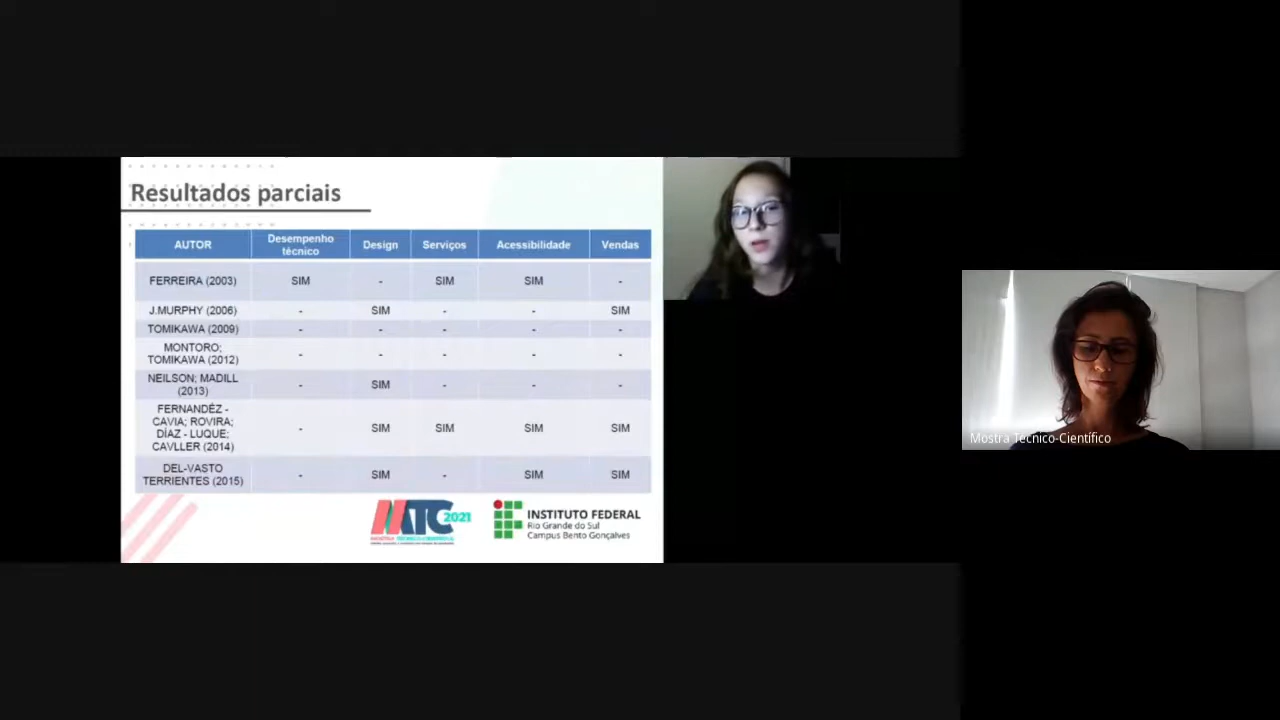 Resultados parciais
AUTOR Desempenho técnico Design Serviços Acessibilidade Vendas
FERREIRA (2003) SIM - SIM SIM -
J.MURPHY (2006) - SIM - - SIM
TOMIKAWA (2009) - - - - -
MONTORO; TOMIKAWA (2012) - - - - -
NEILSON; MADILL (2013) - SIM - - -
FERNANDÉZ - CAVIA; ROVIRA; DÍAZ - LUQUE; CAVLLER (2014) - SIM SIM SIM SIM
DEL-VASTO TERRIENTES (2015) - SIM - SIM SIM
MTC 2021
INSTITUTO FEDERAL
Rio Grande do Sul
Campus Bento Gonçalves
Mostra Técnico-Científico